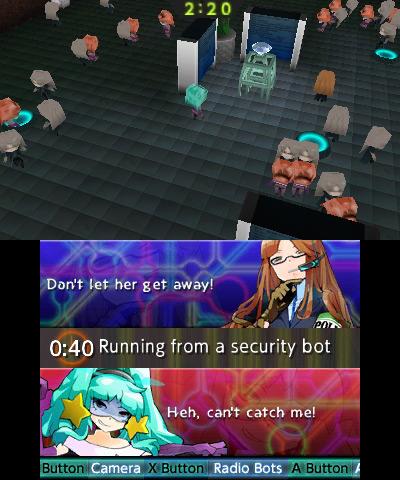 2:20
Don't let her get away!
0:40 Running from a security bot
Heh, can't catch me!
Button Camera X Button Radio Bots A Button